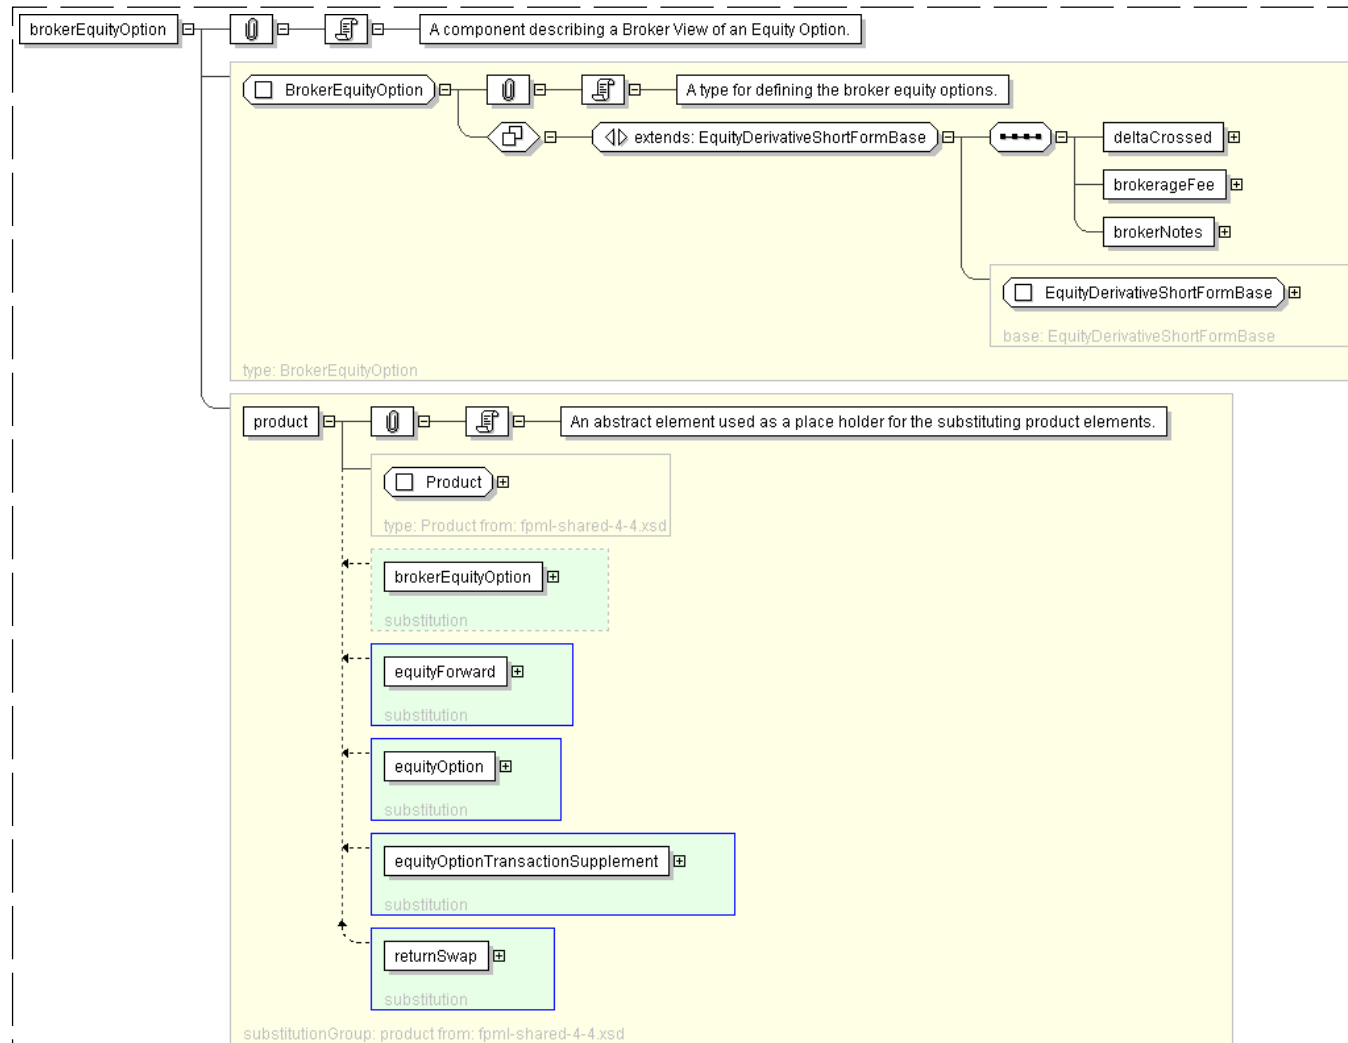 brokerEquityOption
A component describing a Broker View of an Equity Option.
BrokerEquityOption
A type for defining the broker equity options.
extends: EquityDerivativeShortFormBase
deltaCrossed
brokerageFee
brokerNotes
EquityDerivativeShortFormBase
base: EquityDerivativeShortFormBase
type: BrokerEquityOption
product
An abstract element used as a place holder for the substituting product elements.
Product
type: Product from: fpml-shared-4-4.xsd
brokerEquityOption
substitution
equityForward
substitution
equityOption
substitution
equityOptionTransactionSupplement
substitution
returnSwap
substitution
substitutionGroup: product from: fpml-shared-4-4.xsd